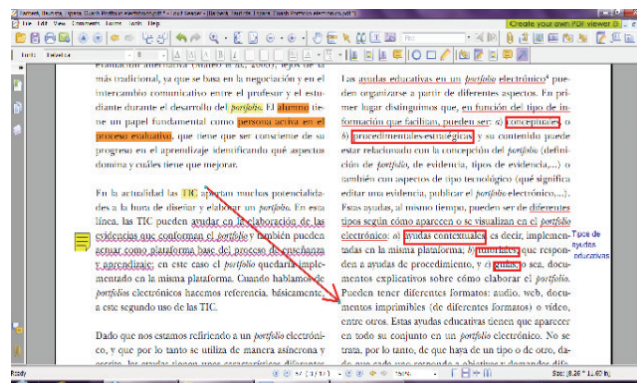 File Edit View Comments Forms Tools Help
Create your own PDF viewer
más tradicional, ya que se basa en la negociación y en el
intercambio comunicativo entre el profesor y el estu-
diante durante el desarrollo del portfolio. El alumno tie-
ne un papel fundamental como persona activa en el
proceso evaluativo, que tiene que ser consciente de su
progreso en el aprendizaje identificando qué aspectos
domina y cuáles tiene que mejorar.
En la actualidad las TIC aportan muchas potencialida-
des a la hora de diseñar y elaborar un portfolio. En esta
línea, las TIC pueden ayudar en la elaboración de las
evidencias que conforman el portfolio y también pueden
actuar como plataforma base del proceso de enseñanza
y aprendizaje; en este caso el portfolio quedaría imple-
mentado en la misma plataforma. Cuando hablamos de
portfolios electrónicos hacemos referencia, básicamente,
a este segundo uso de las TIC.
Dado que nos estamos refiriendo a un portfolio electróni-
co, y que por lo tanto se utiliza de manera asíncrona y
Las ayudas educativas en un portfolio electrónico pue-
den organizarse a partir de diferentes aspectos. En pri-
mer lugar distinguimos que, en función del tipo de in-
formación que facilitan, pueden ser: a) conceptuales, o
b) procedimentales-estratégicas y su contenido puede
estar relacionado con la concepción del portfolio (defini-
ción de portfolio, de evidencia, tipos de evidencia,...) o
también con aspectos de tipo tecnológico (qué significa
editar una evidencia, publicar el portfolio electrónico,...).
Estas ayudas, al mismo tiempo, pueden ser de diferentes
tipos según cómo aparecen o se visualizan en el portfolio
electrónico: a) ayudas contextuales, es decir, implemen-
tadas en la misma plataforma; b) tutoriales, que respon-
den a ayudas de procedimiento, y c) guías, o sea, docu-
mentos explicativos sobre cómo elaborar el portfolio.
Pueden tener diferentes formatos: audio, web, docu-
mentos imprimibles (de diferentes formatos) o vídeo,
entre otros. Estas ayudas educativas tienen que aparecer
en todo su conjunto en un portfolio electrónico. No se
trata, por lo tanto, de que haya de un tipo o de otro, da-
Tipos de
ayudas
educativas
Ready